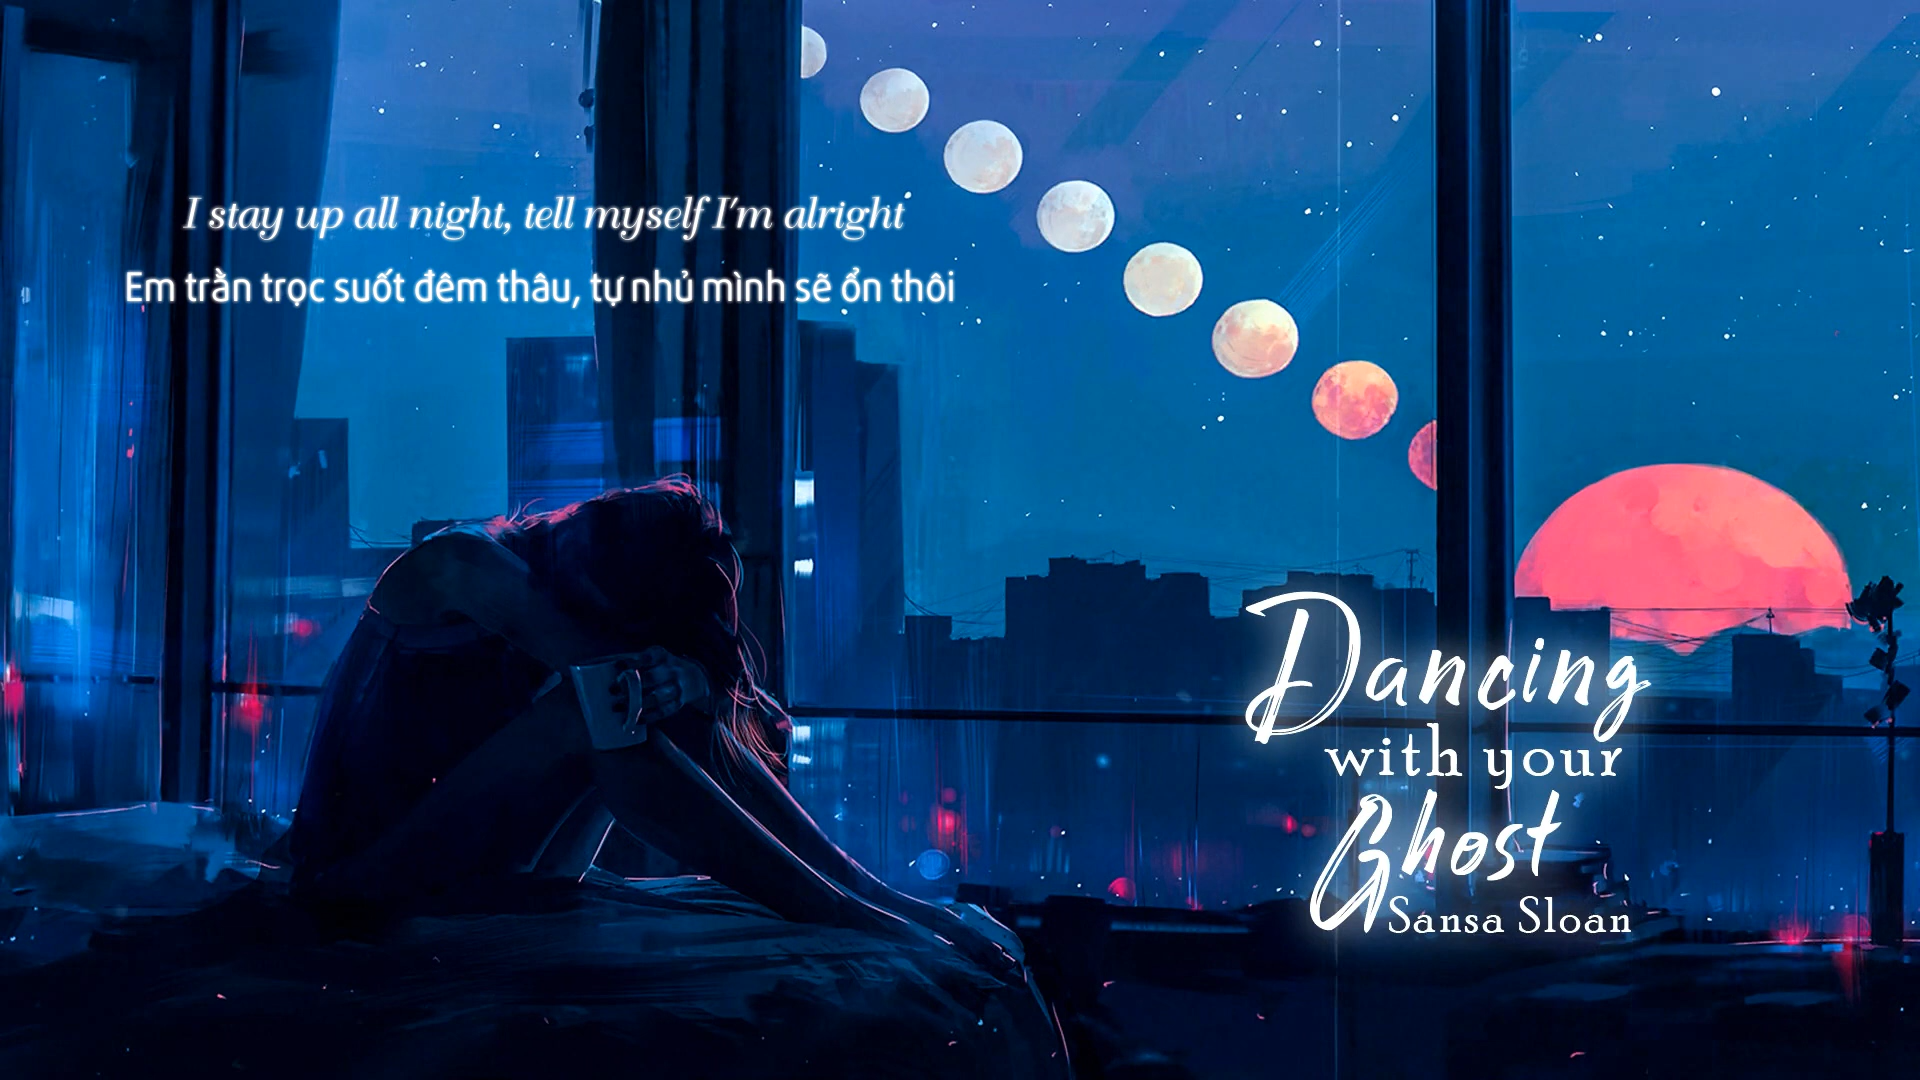 I stay up all night, tell myself I'm alright
Em trằn trọc suốt đêm thâu, tự nhủ mình sẽ ổn thôi
Dancing
with your
Ghost
Sansa Sloan